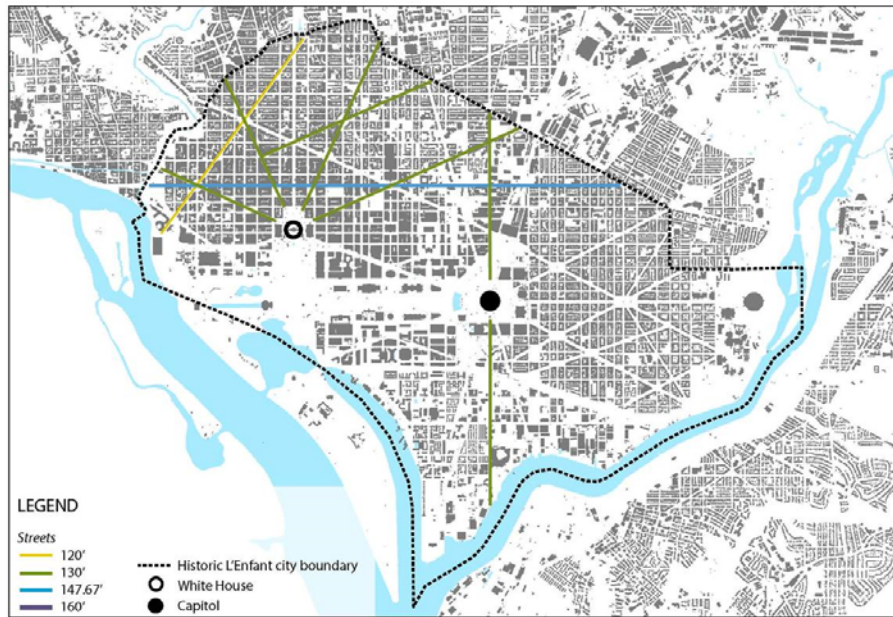 LEGEND
Streets
120'
130'
147.67'
160'
Historic L'Enfant city boundary
White House
Capitol